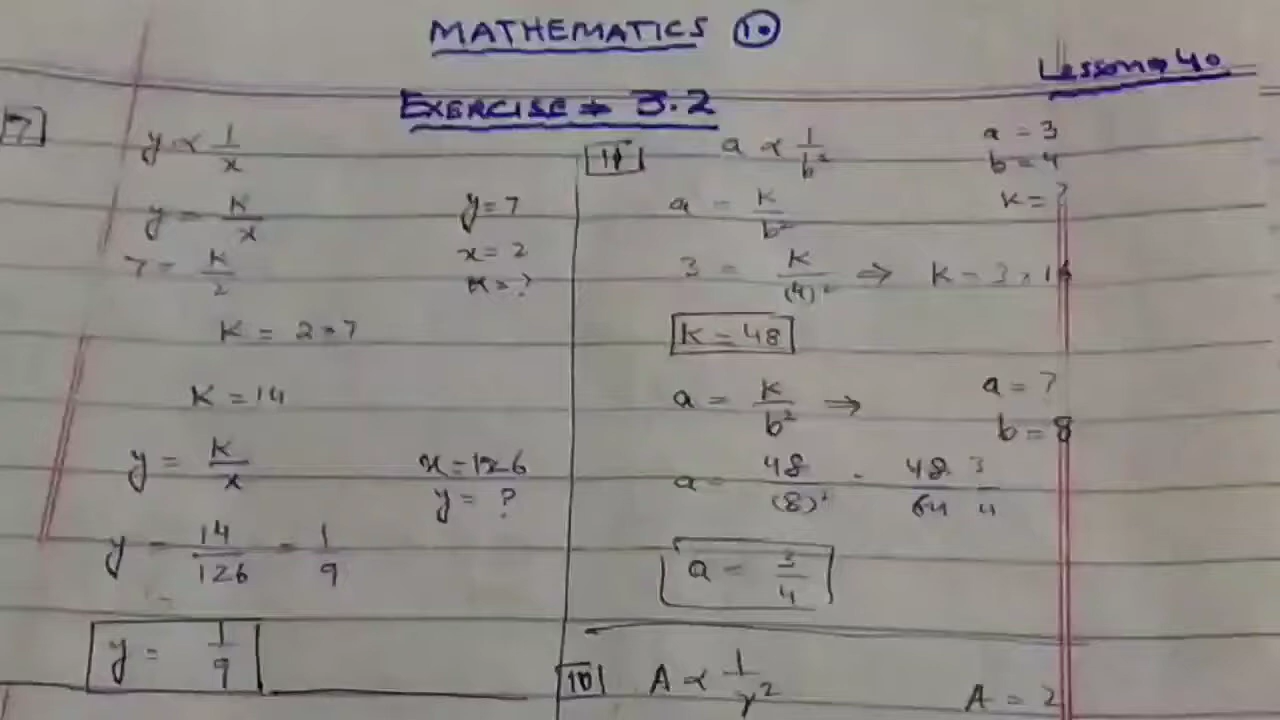 MATHEMATICS 10
Lesson → 40
EXERCISE → 3.2
7
y ∝ 1/x
y = K/x
y = 7
7 = K/2
x = 2
K = ?
K = 2 × 7
K = 14
y = K/x
x = 126
y = ?
y = 14/126 = 1/9
y = 1/9
11
a ∝ 1/b²
a = 3
b = 4
a = K/b²
K = ?
3 = K/(4)² ⇒ K = 3 × 16
K = 48
a = K/b² ⇒
a = ?
b = 8
a = 48/(8)² = 48/64 3/4
a = 3/4
10
A ∝ 1/r²
A = 2